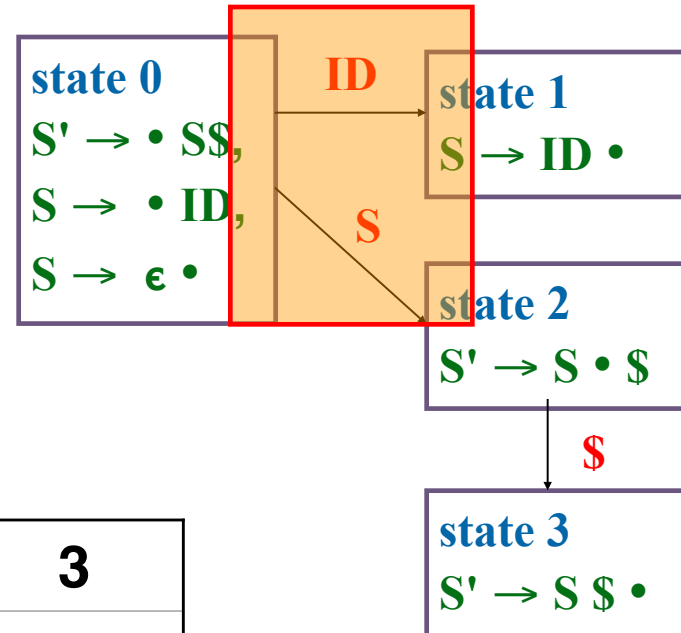 state 0
S' → • S$,
S → • ID,
S → ϵ •
ID
S
state 1
S → ID •
state 2
S' → S • $
$
state 3
S' → S $ •
3